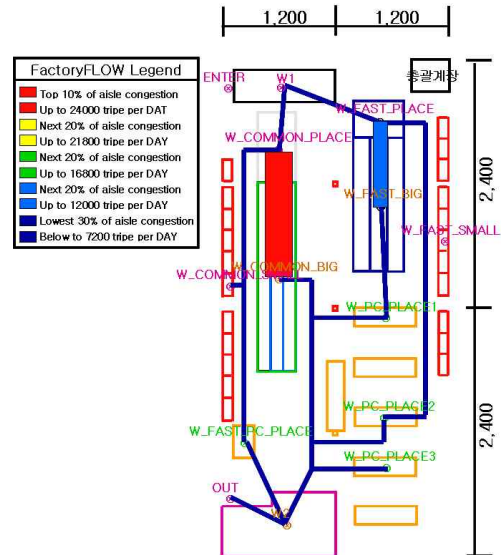 1,200
1,200
FactoryFLOW Legend
Top 10% of aisle congestion
Up to 24000 tripe per DAT
Next 20% of aisle congestion
Up to 21800 tripe per DAY
Next 20% of aisle congestion
Up to 16800 tripe per DAY
Next 20% of aisle congestion
Up to 12000 tripe per DAY
Lowest 30% of aisle congestion
Below to 7200 tripe per DAY
ENTER
W1
총괄계장
W_FAST_PLACE
W_COMMON_PLACE
2,400
W_FAST_BIG
W_FAST_SMALL
W_COMMON_BIG
W_COMMON_S
W_PC_PLACE1
W_PC_PLACE2
2,400
W_FAST_PC_PLACE
W_PC_PLACE3
OUT
W2